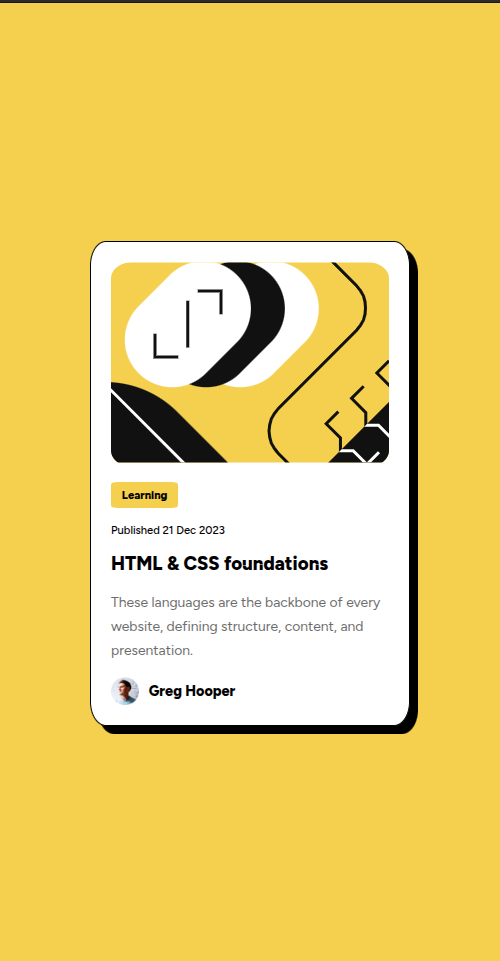 Learning
Published 21 Dec 2023
HTML & CSS foundations
These languages are the backbone of every
website, defining structure, content, and
presentation.
Greg Hooper